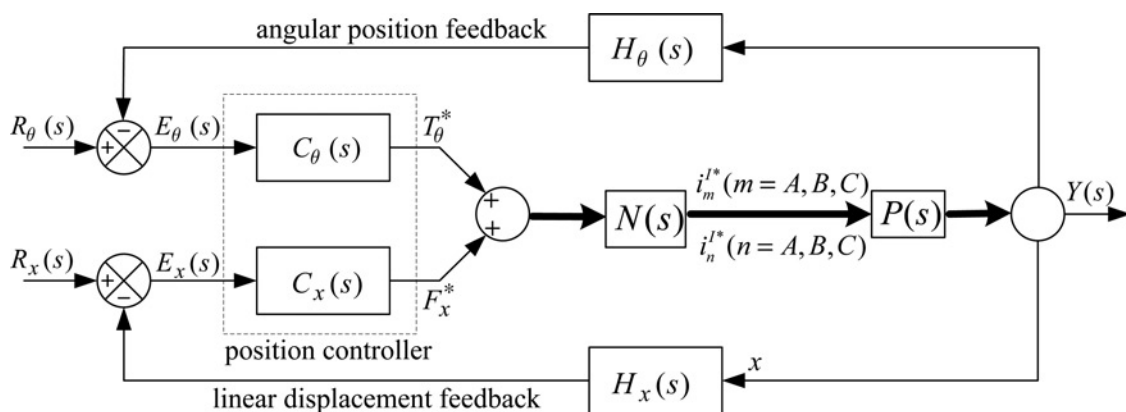 angular position feedback
H_θ (s)
R_θ (s)
−
+
E_θ (s)
C_θ (s)
T_θ^*
+
+
N(s)
i_m^{I*}(m = A, B, C)
i_n^{I*}(n = A, B, C)
P(s)
Y(s)
R_x(s)
+
−
E_x(s)
C_x(s)
F_x^*
position controller
H_x(s)
x
linear displacement feedback